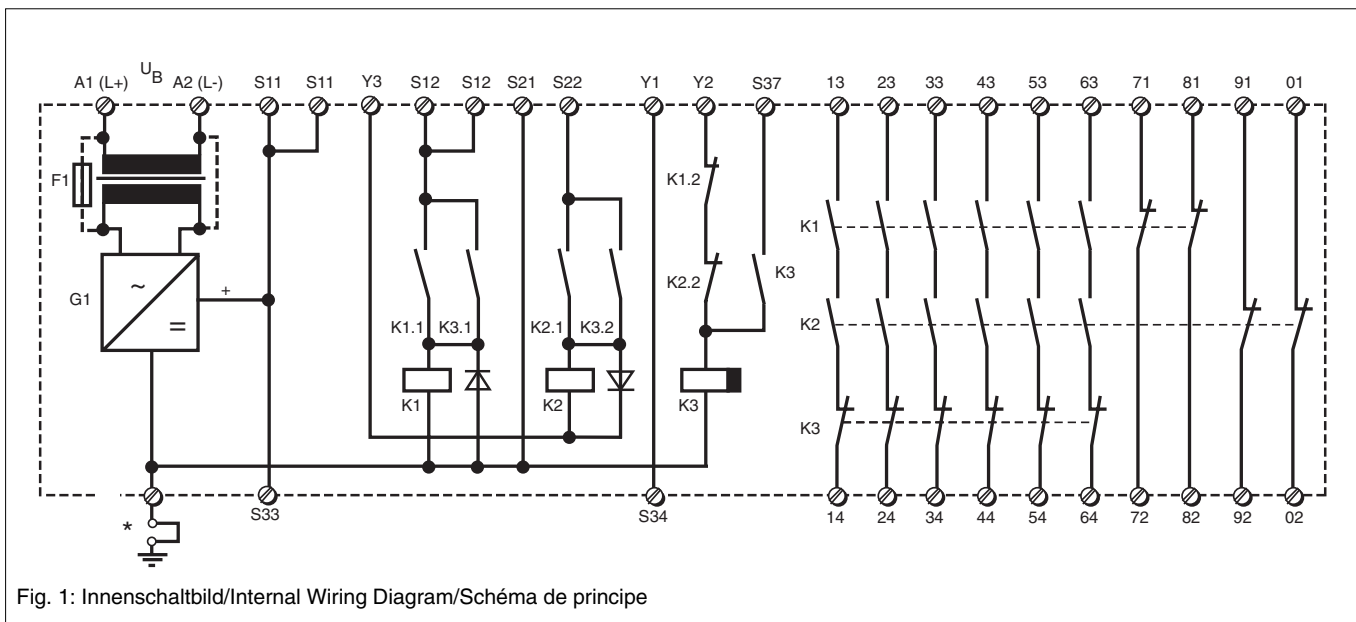 A1 (L+) UB A2 (L-) S11 S11 Y3 S12 S12 S21 S22 Y1 Y2 S37 13 23 33 43 53 63 71 81 91 01
F1
K1.2
K1
G1
~
=
+
K2.2
K3
K1.1 K3.1 K2.1 K3.2
K2
K1 K2 K3
K3
*
S33 S34 14 24 34 44 54 64 72 82 92 02
Fig. 1: Innenschaltbild/Internal Wiring Diagram/Schéma de principe